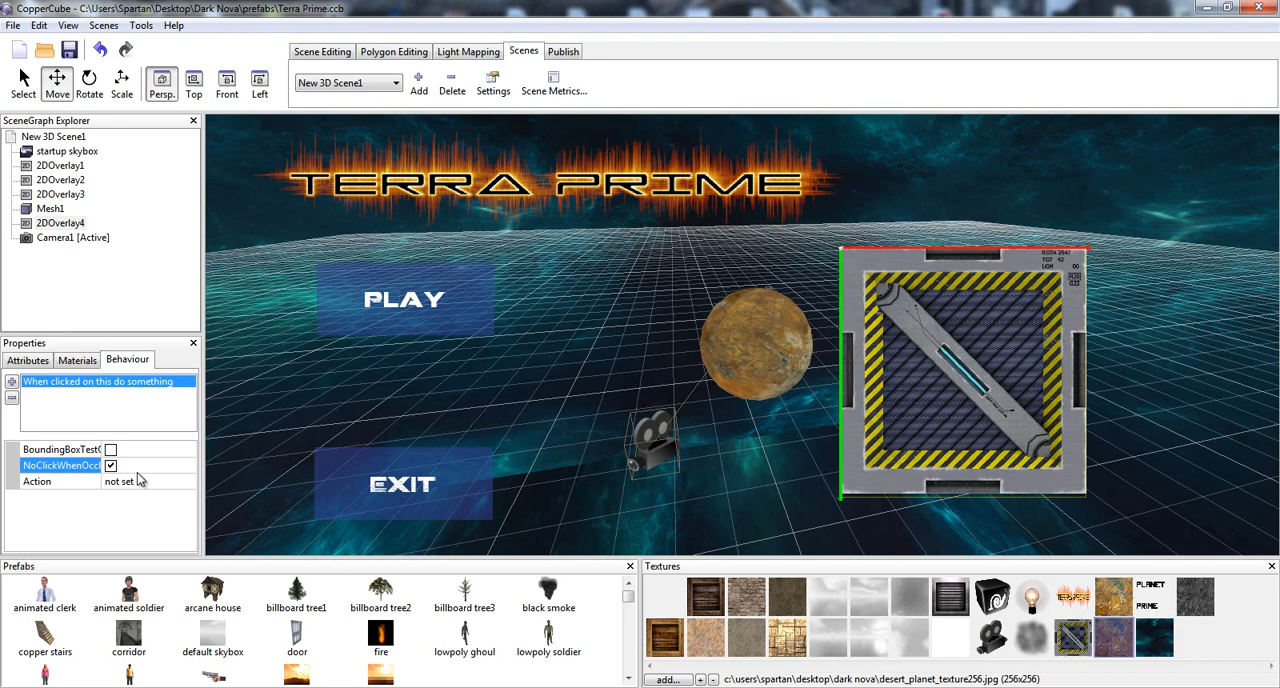 CopperCube - C:\Users\Spartan\Desktop\Dark Nova\prefabs\Terra Prime.ccb
File Edit View Scenes Tools Help
Scene Editing Polygon Editing Light Mapping Scenes Publish
Select Move Rotate Scale Persp. Top Front Left
New 3D Scene1 Add Delete Settings Scene Metrics...
SceneGraph Explorer
New 3D Scene1
startup skybox
2DOverlay1
2DOverlay2
2DOverlay3
Mesh1
2DOverlay4
Camera1 [Active]
TERRA PRIME
PLAY
EXIT
Properties
Attributes Materials Behaviour
When clicked on this do something
BoundingBoxTestO
NoClickWhenOccl
Action not set
Prefabs
animated clerk animated soldier arcane house billboard tree1 billboard tree2 billboard tree3 black smoke
copper stairs corridor default skybox door fire lowpoly ghoul lowpoly soldier
Textures
TERRA PRIME
PLANET
PRIME
add... + - c:\users\spartan\desktop\dark nova\desert_planet_texture256.jpg (256x256)